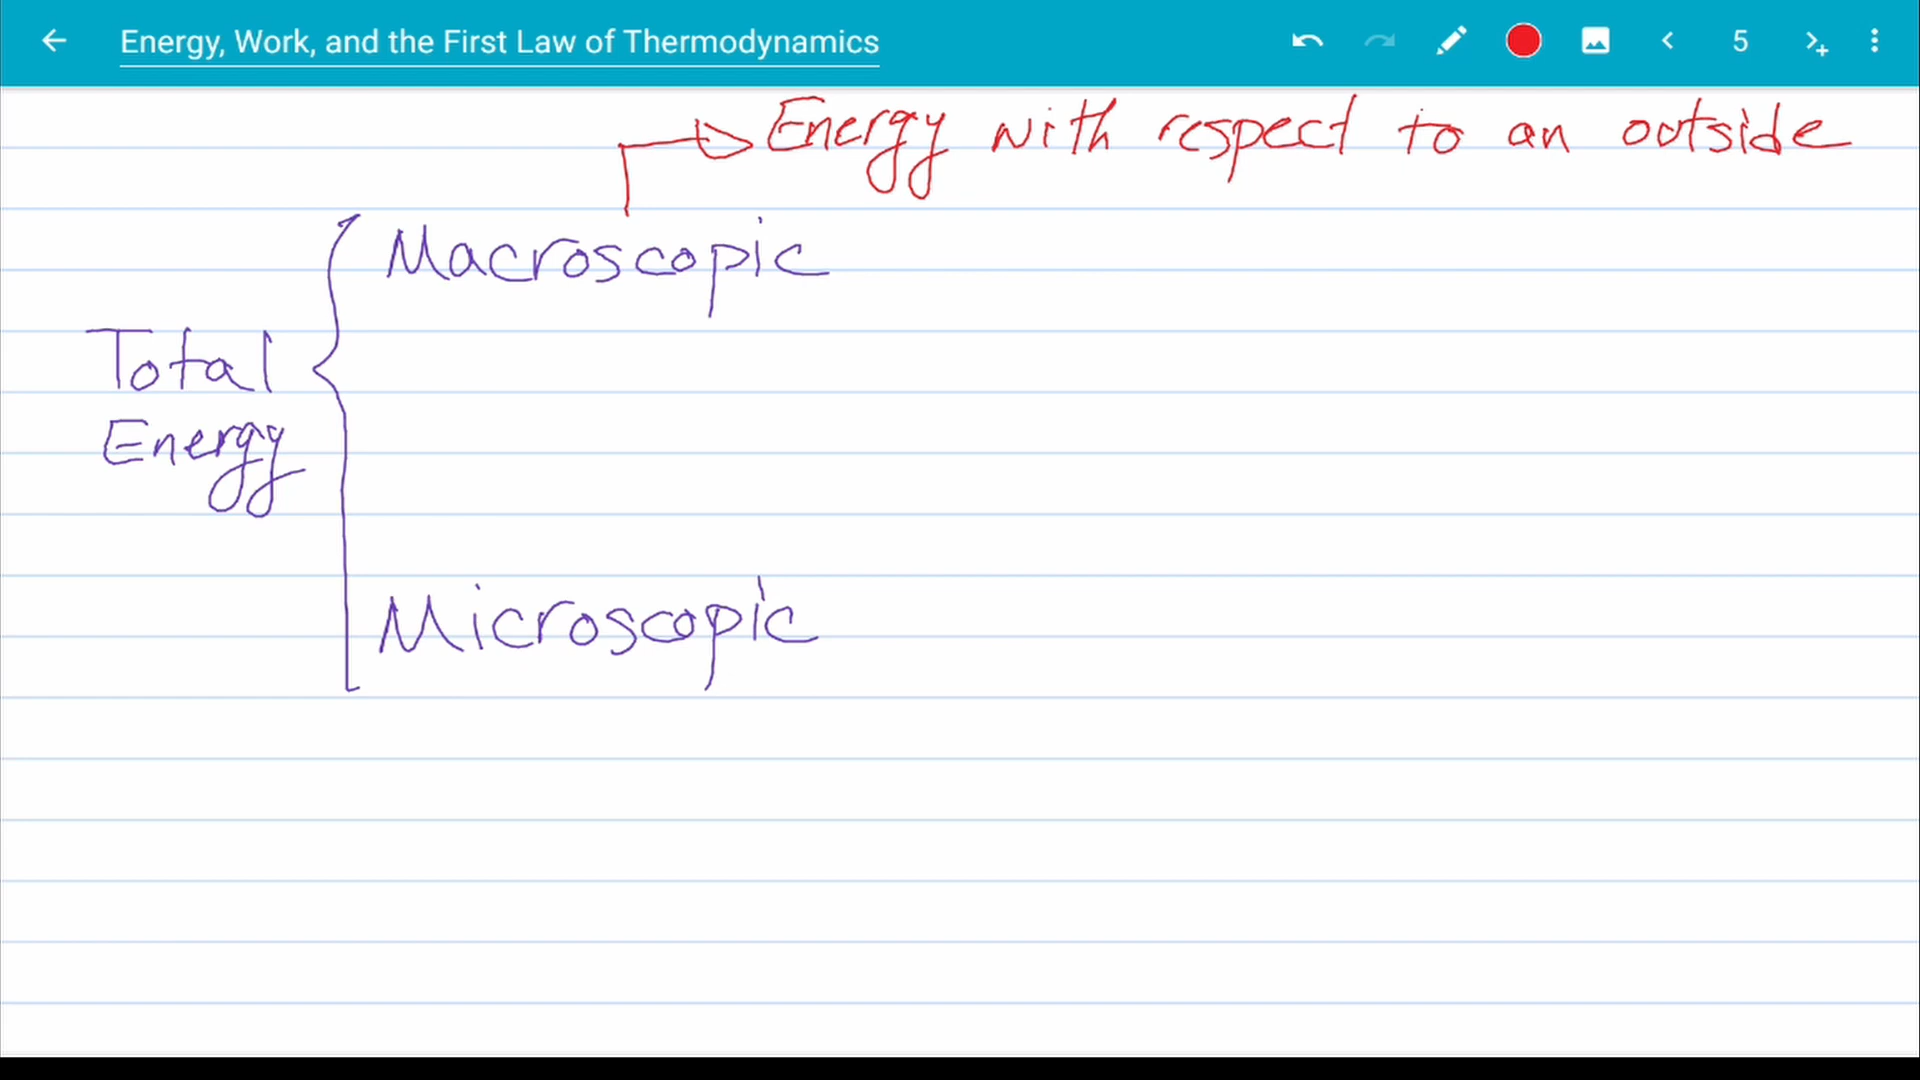 Energy, Work, and the First Law of Thermodynamics
5
Energy with respect to an outside
Macroscopic
Total
Energy
Microscopic